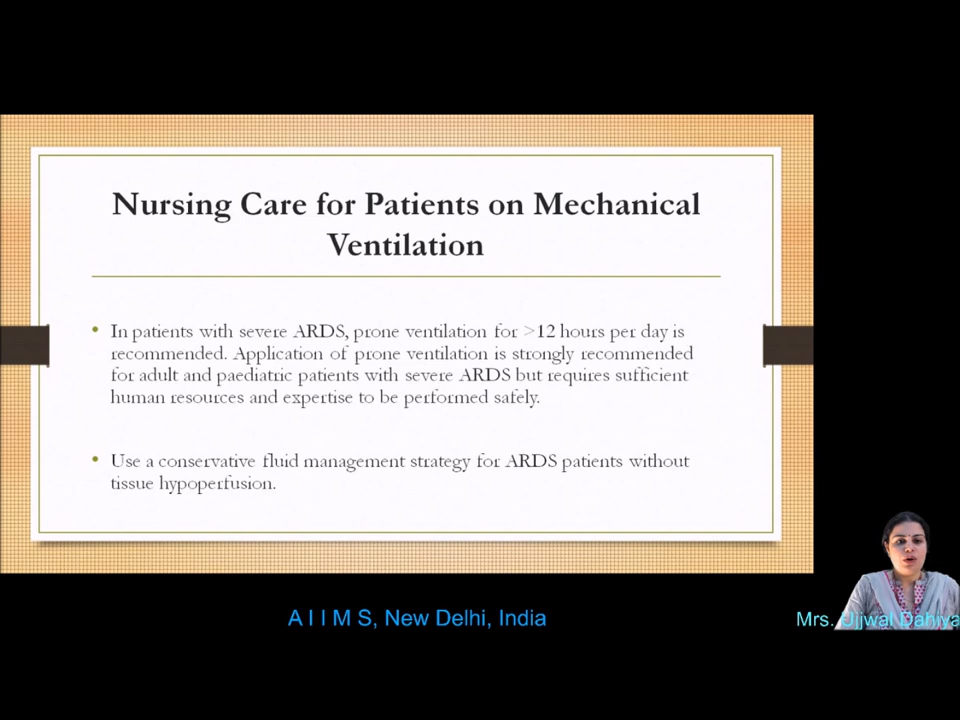 Nursing Care for Patients on Mechanical
Ventilation
• In patients with severe ARDS, prone ventilation for >12 hours per day is
recommended. Application of prone ventilation is strongly recommended
for adult and paediatric patients with severe ARDS but requires sufficient
human resources and expertise to be performed safely.
• Use a conservative fluid management strategy for ARDS patients without
tissue hypoperfusion.
A I I M S, New Delhi, India
Mrs. Ujjwal Dahiya